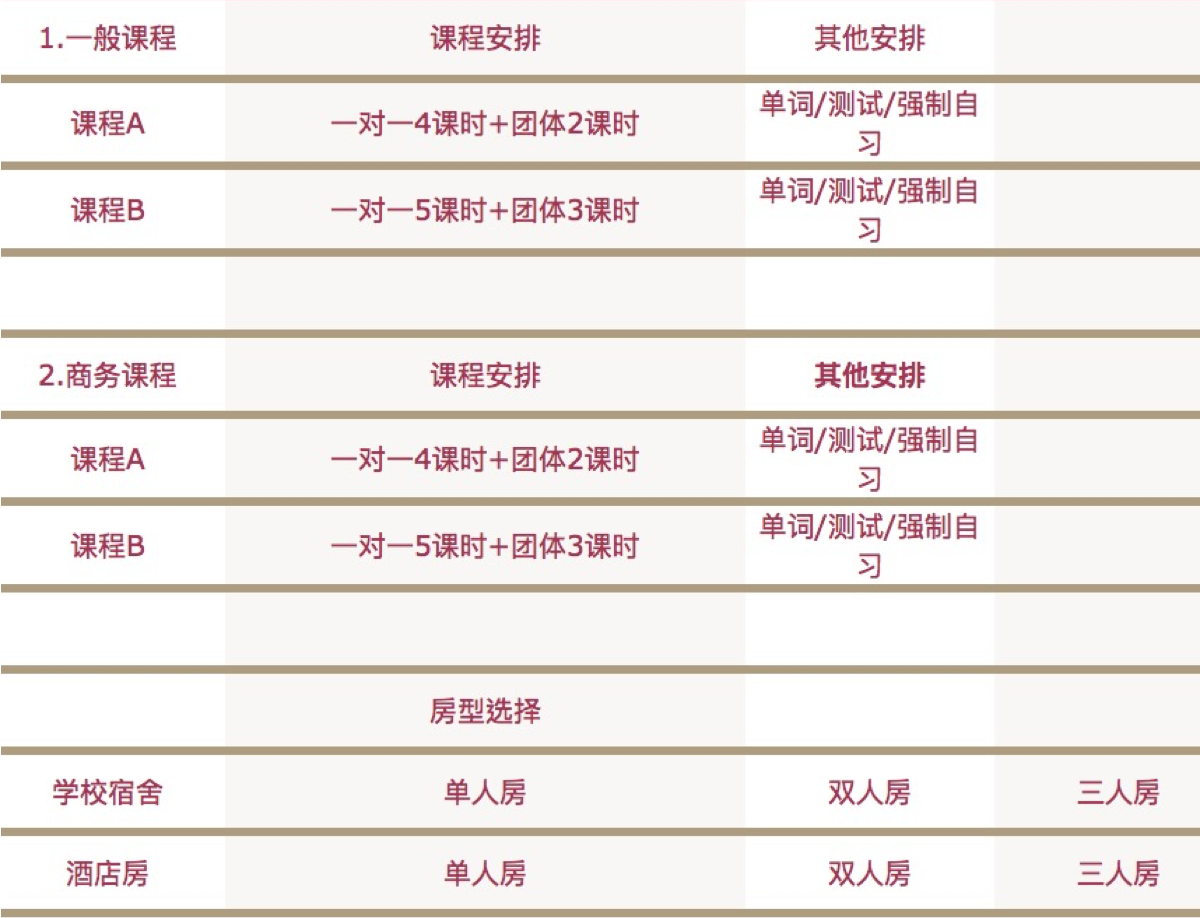 1.一般课程 课程安排 其他安排
课程A 一对一4课时+团体2课时 单词/测试/强制自
习
课程B 一对一5课时+团体3课时 单词/测试/强制自
习
2.商务课程 课程安排 其他安排
课程A 一对一4课时+团体2课时 单词/测试/强制自
习
课程B 一对一5课时+团体3课时 单词/测试/强制自
习
房型选择
学校宿舍 单人房 双人房 三人房
酒店房 单人房 双人房 三人房